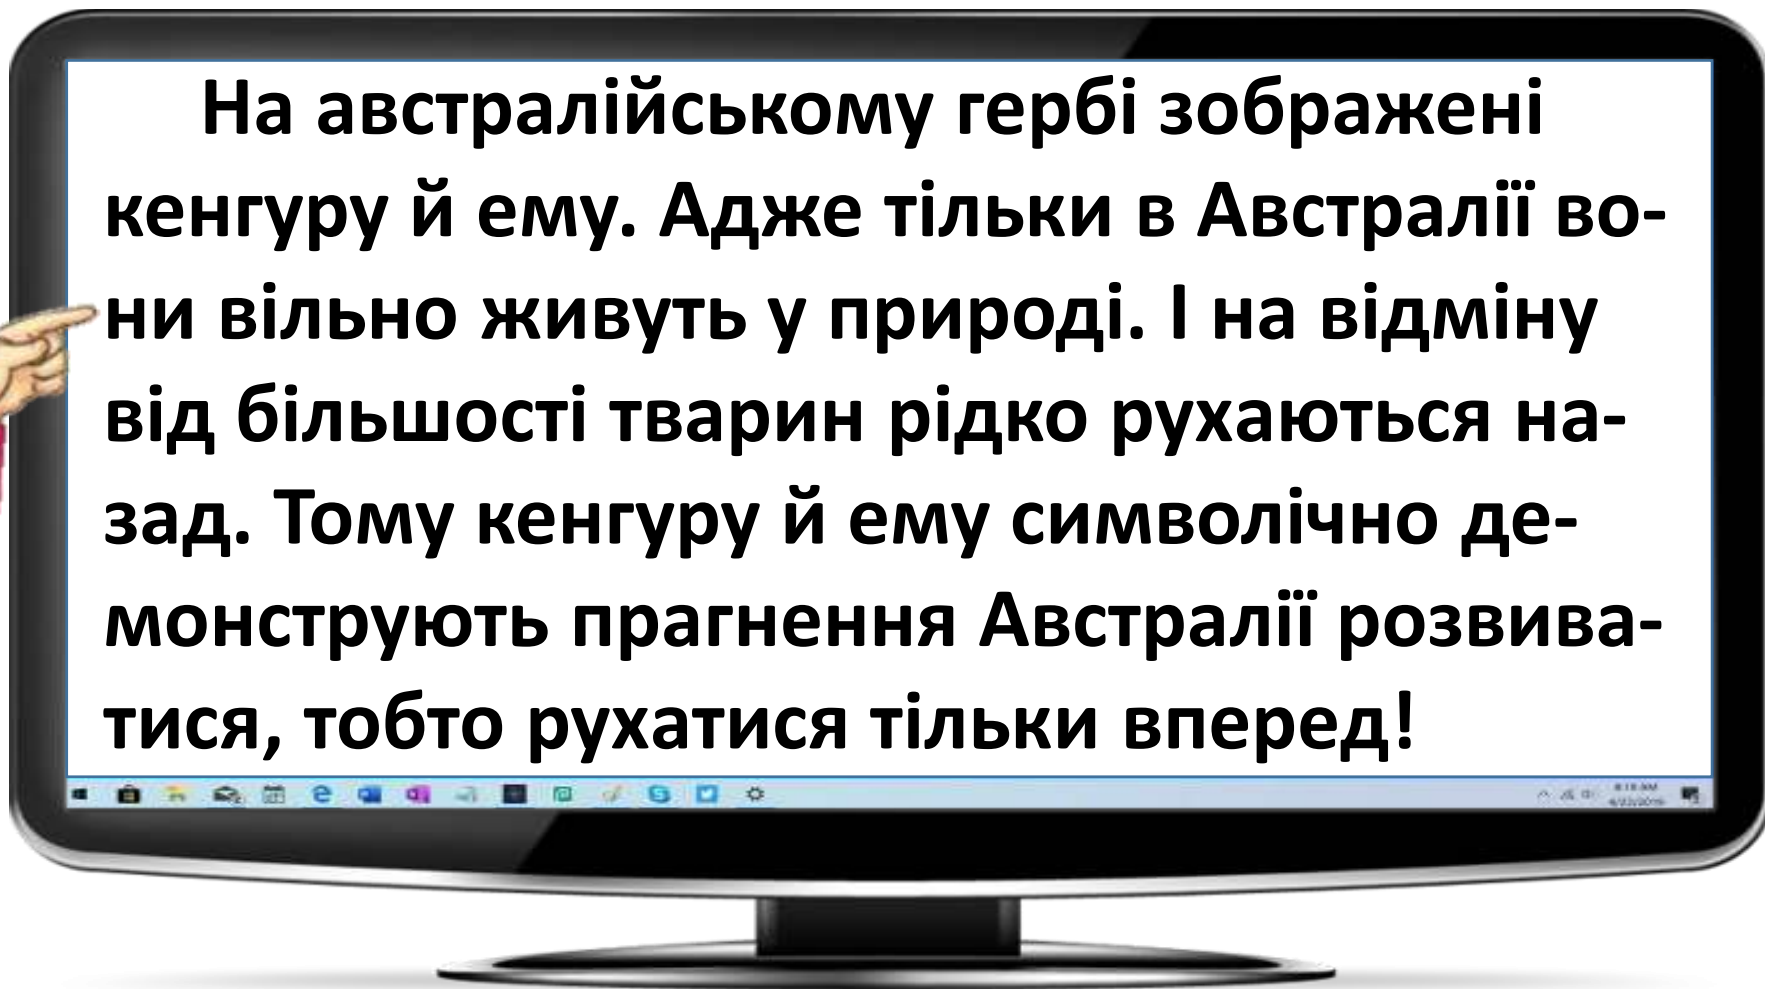 На австралійському гербі зображені
кенгуру й ему. Адже тільки в Австралії во-
ни вільно живуть у природі. І на відміну
від більшості тварин рідко рухаються на-
зад. Тому кенгуру й ему символічно де-
монструють прагнення Австралії розвива-
тися, тобто рухатися тільки вперед!